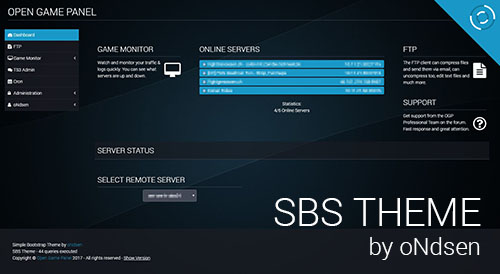 OPEN GAME PANEL
Dashboard
FTP
Game Monitor
TS3 Admin
Cron
Administration
oNdsen
GAME MONITOR
Watch and monitor your traffic &
logs quickly. You can see what
servers are up and down.
ONLINE SERVERS
Statistics:
4/5 Online Servers
FTP
The FTP client can compress files
and send them via email, can
uncompress too, edit text files and
much more.
SUPPORT
Get support from the OGP
Professional Team on the forum.
Fast response and great attention.
SERVER STATUS
SELECT REMOTE SERVER
SBS THEME
by oNdsen
Simple Bootstrap Theme by oNdsen
SBS Theme - 44 queries executed
Copyright © Open Game Panel 2017 - All rights reserved - Show Version